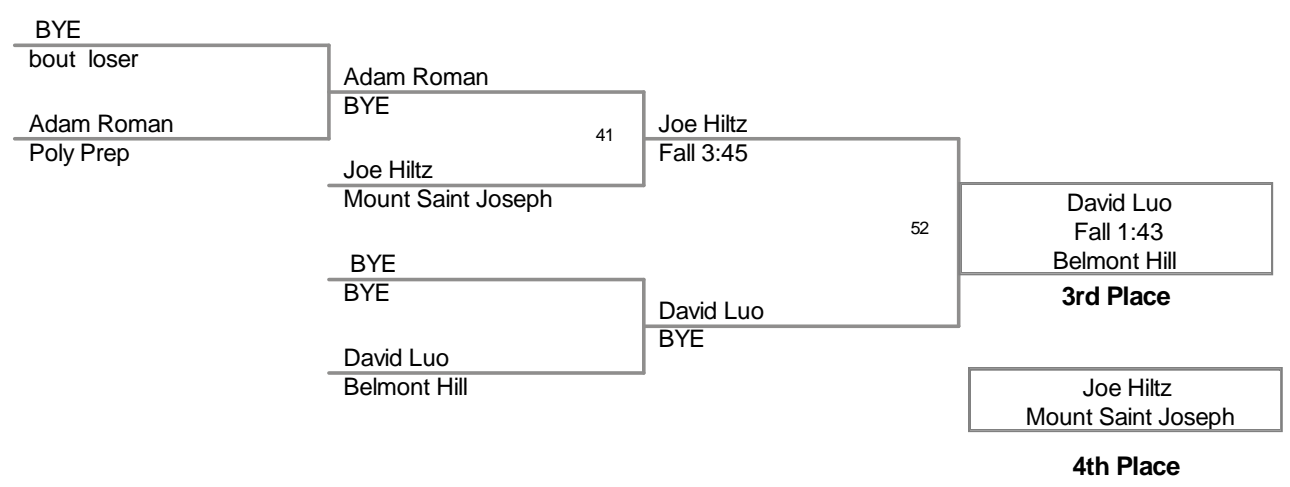 BYE
bout loser
Adam Roman
Poly Prep
Adam Roman
BYE
41
Joe Hiltz
Mount Saint Joseph
BYE
BYE
David Luo
Belmont Hill
Joe Hiltz
Fall 3:45
52
David Luo
BYE
David Luo
Fall 1:43
Belmont Hill
3rd Place
Joe Hiltz
Mount Saint Joseph
4th Place